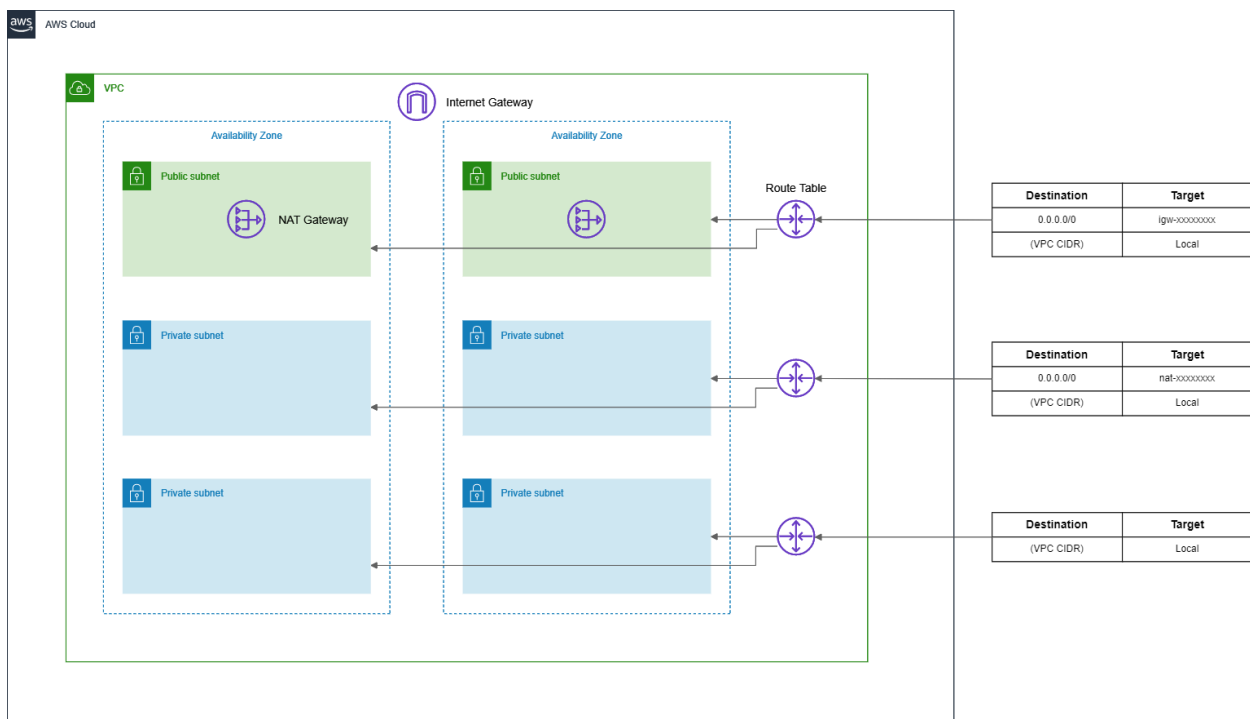 aws
AWS Cloud
VPC
Internet Gateway
Availability Zone
Availability Zone
Public subnet
Public subnet
NAT Gateway
Route Table
Destination Target
0.0.0.0/0 igw-xxxxxxxx
(VPC CIDR) Local
Private subnet
Private subnet
Destination Target
0.0.0.0/0 nat-xxxxxxxx
(VPC CIDR) Local
Private subnet
Private subnet
Destination Target
(VPC CIDR) Local